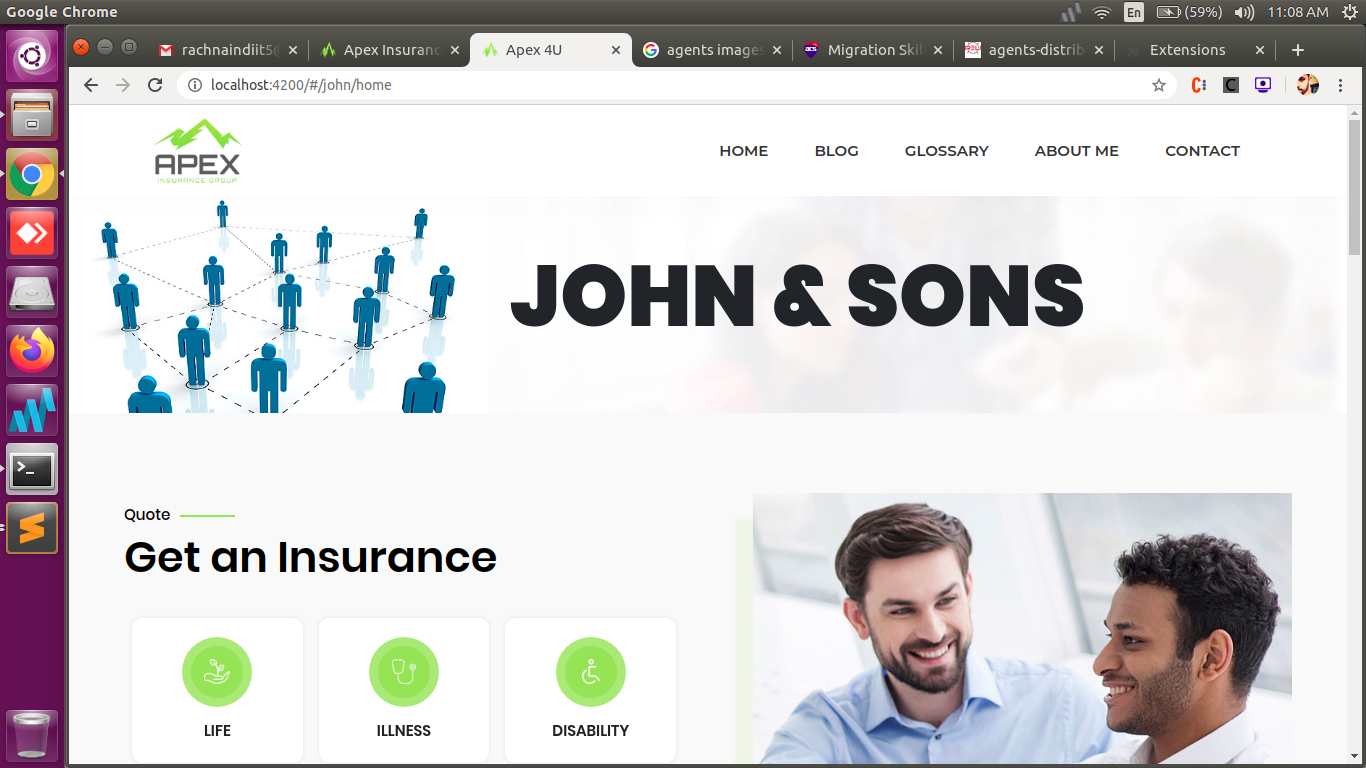 Google Chrome
En
(59%)
11:08 AM
rachnaindiit5@
Apex Insuranc
Apex 4U
agents images
Migration Skil
agents-distrib
Extensions
localhost:4200/#/john/home
APEX
INSURANCE GROUP
HOME
BLOG
GLOSSARY
ABOUT ME
CONTACT
JOHN & SONS
Quote
Get an Insurance
LIFE
ILLNESS
DISABILITY